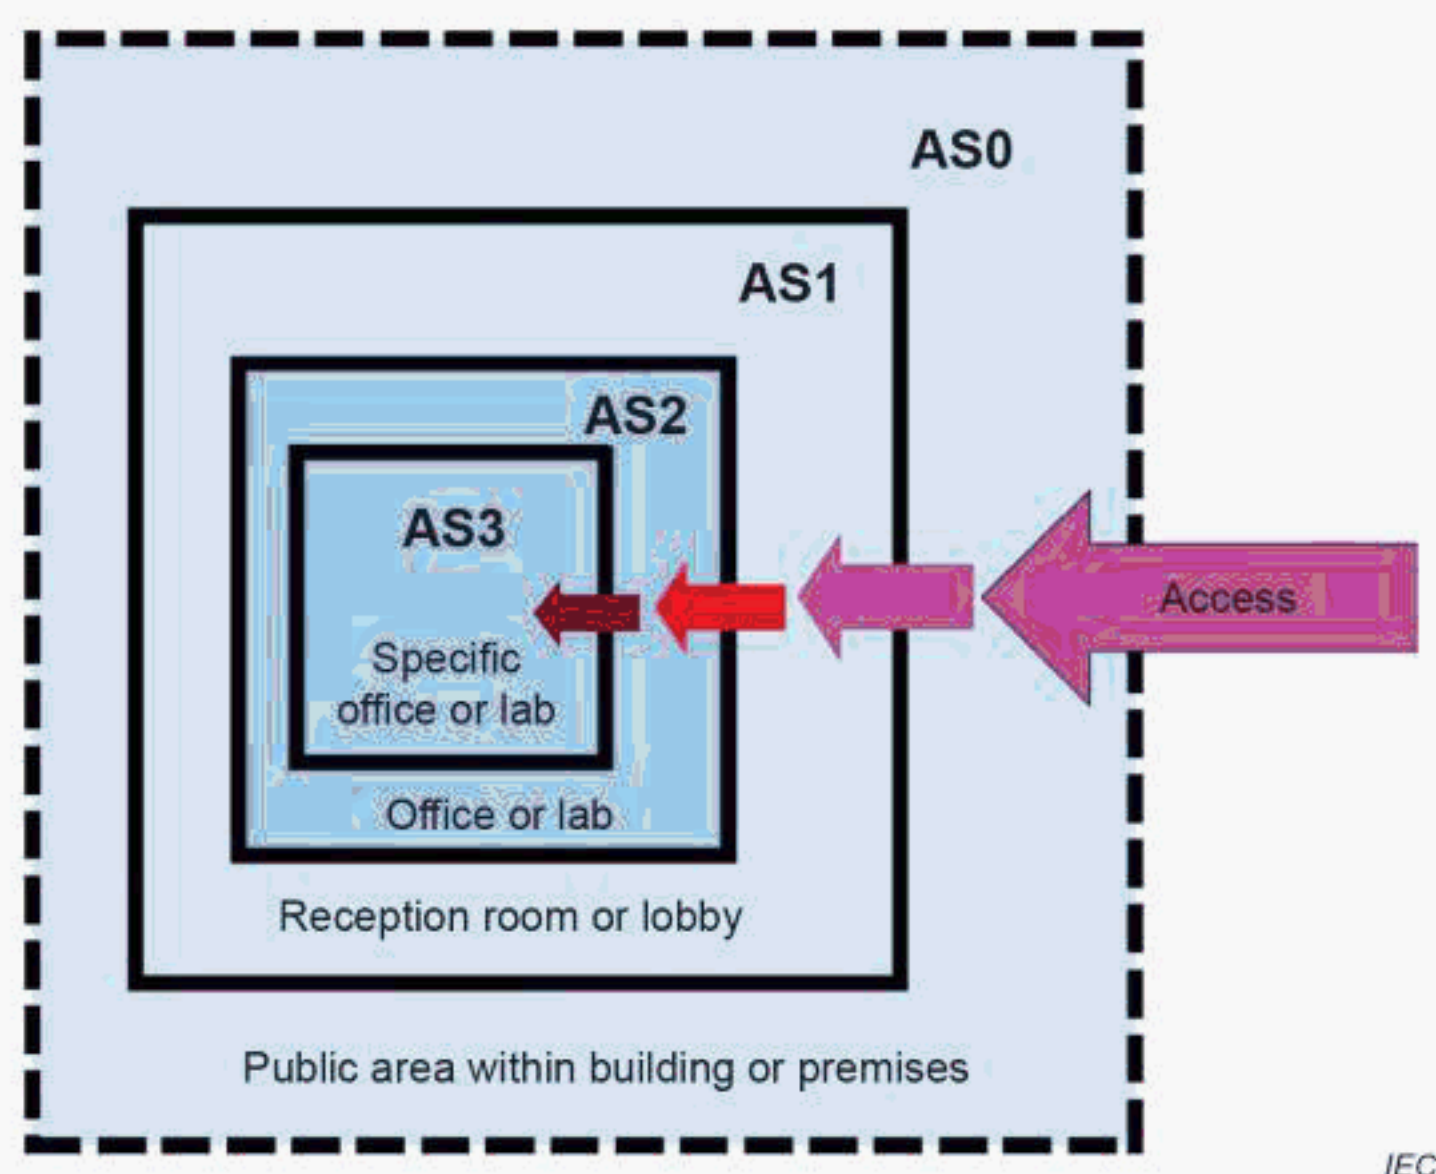 AS0
AS1
AS2
AS3
Access
Specific
office or lab
Office or lab
Reception room or lobby
Public area within building or premises
IEC